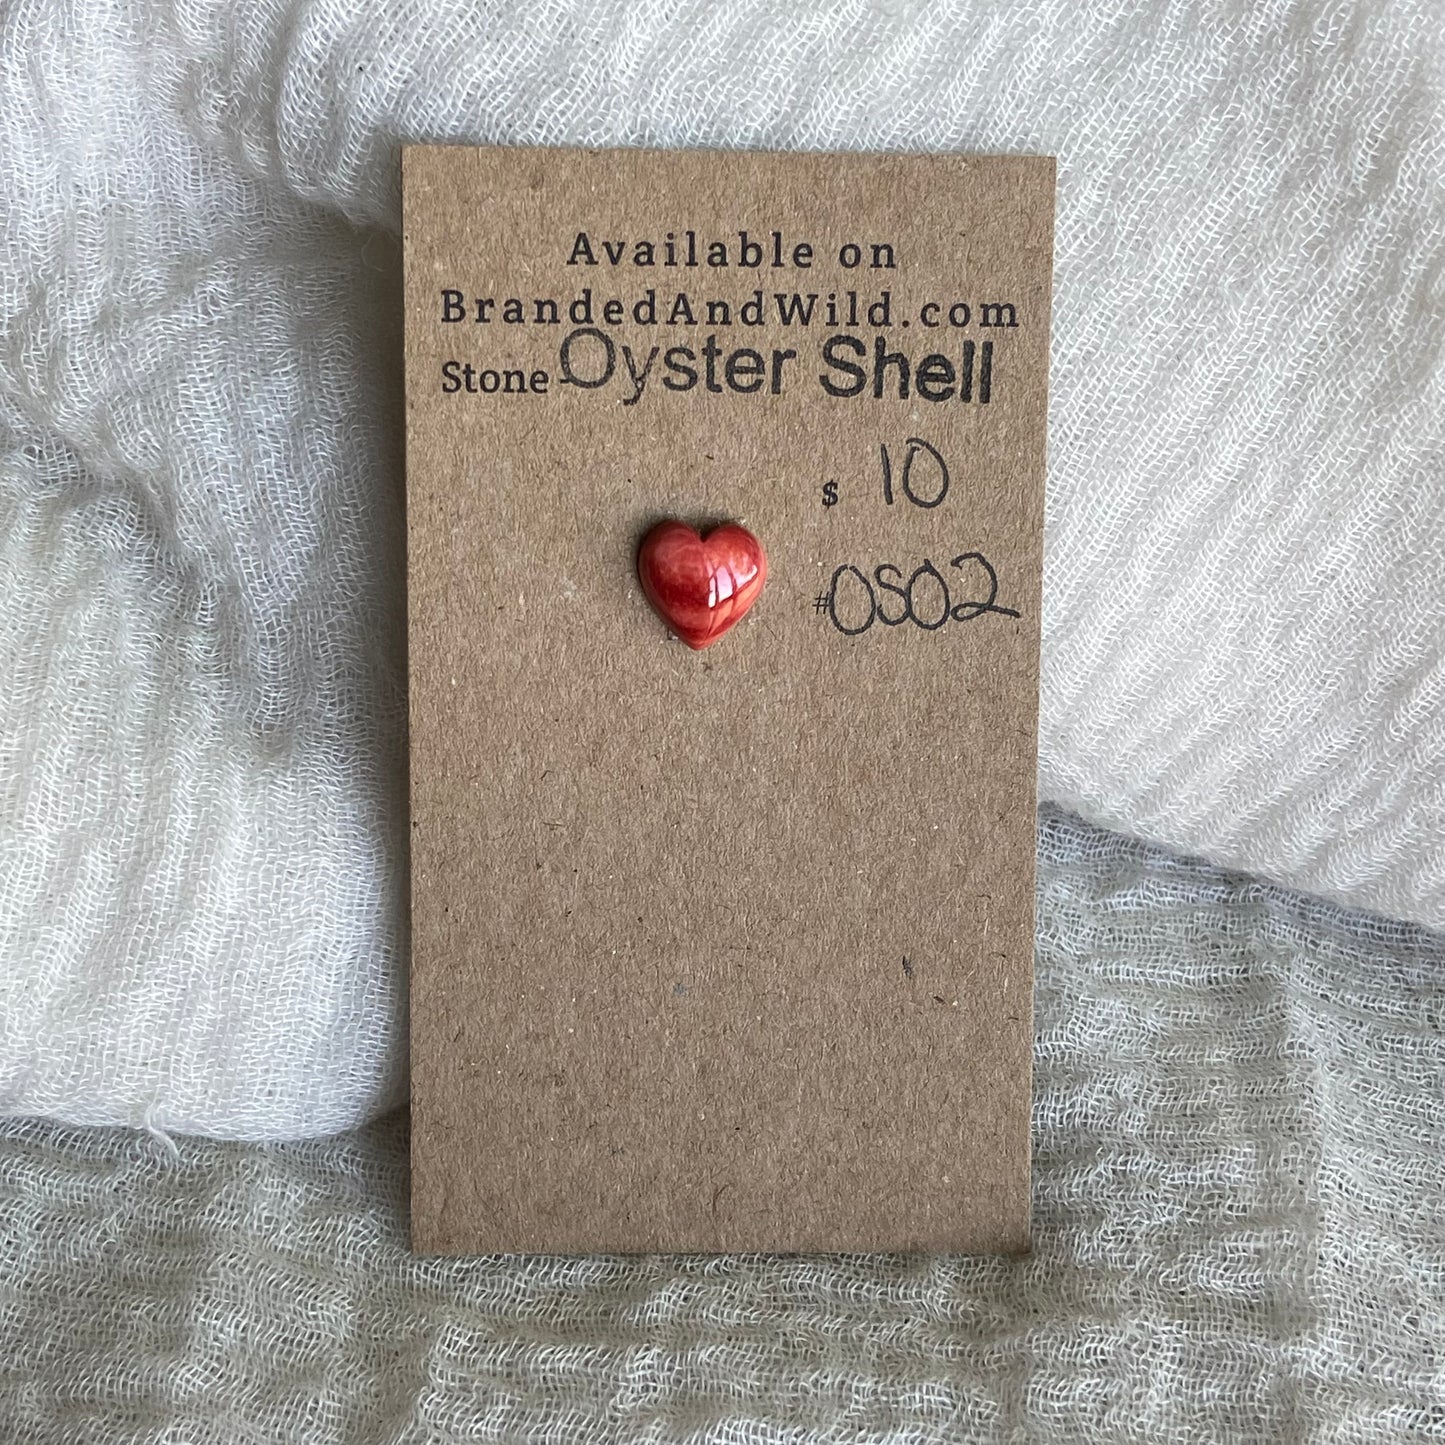 Available on
BrandedAndWild.com
Stone - Oyster Shell
$ 10
#OS02